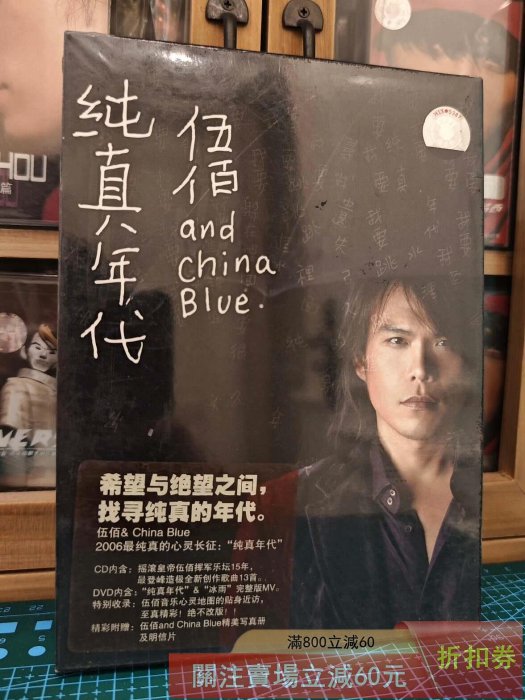 純真年代
伍佰
and
China
Blue.
希望与绝望之间，
找寻纯真的年代。
伍佰& China Blue
2006最纯真的心灵长征：“纯真年代”
CD内含：摇滚皇帝伍佰挥军乐坛15年，
最登峰造极全新创作歌曲13首。
DVD内含：“纯真年代”&“冰雨”完整版MV。
特别收录：伍佰音乐心灵地图的贴身近访，
至真精彩！绝不改版！！
精彩附赠：伍佰and China Blue精美写真册
及明信片
滿800立減60
關注賣場立減60元
折扣券
HOU
篇